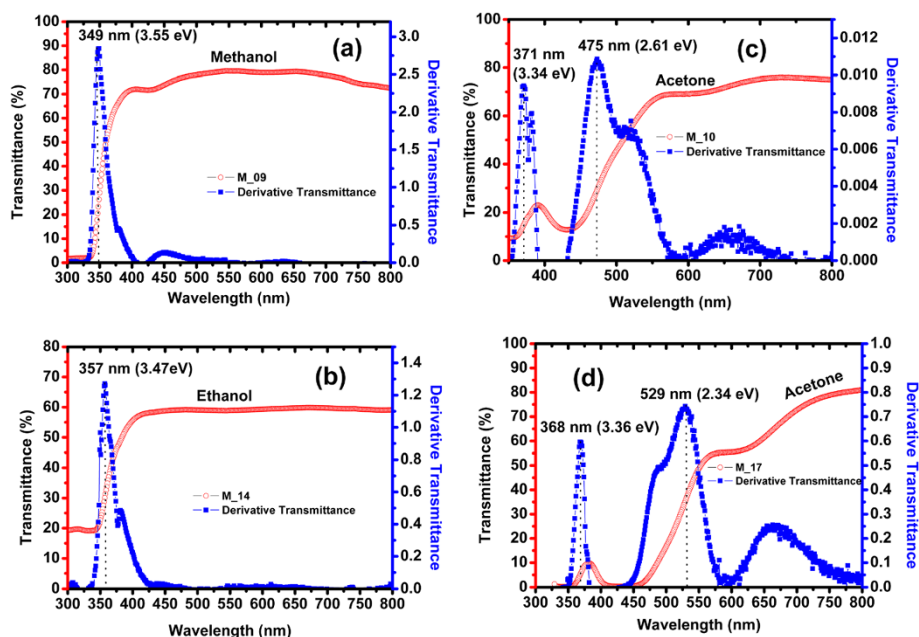 349 nm (3.55 eV)
(a)
Methanol
M_09
Derivative Transmittance
100
90
80
70
60
50
40
30
20
10
0
Transmittance (%)
3.0
2.5
2.0
1.5
1.0
0.5
0.0
Derivative Transmittance
300 350 400 450 500 550 600 650 700 750 800
Wavelength (nm)
371 nm
(3.34 eV)
475 nm (2.61 eV)
(c)
Acetone
M_10
Derivative Transmittance
100
80
60
40
20
0
Transmittance (%)
0.012
0.010
0.008
0.006
0.004
0.002
0.000
Derivative Transmittance
400 500 600 700 800
Wavelength (nm)
357 nm (3.47eV)
(b)
Ethanol
M_14
Derivative Transmittance
80
70
60
50
40
30
20
10
0
Transmittance (%)
1.4
1.2
1.0
0.8
0.6
0.4
0.2
0.0
Derivative Transmittance
300 350 400 450 500 550 600 650 700 750 800
Wavelength (nm)
(d)
Acetone
529 nm (2.34 eV)
368 nm (3.36 eV)
M_17
Derivative Transmittance
100
90
80
70
60
50
40
30
20
10
0
Transmittance (%)
1.0
0.9
0.8
0.7
0.6
0.5
0.4
0.3
0.2
0.1
0.0
Derivative Transmittance
300 350 400 450 500 550 600 650 700 750 800
Wavelength (nm)